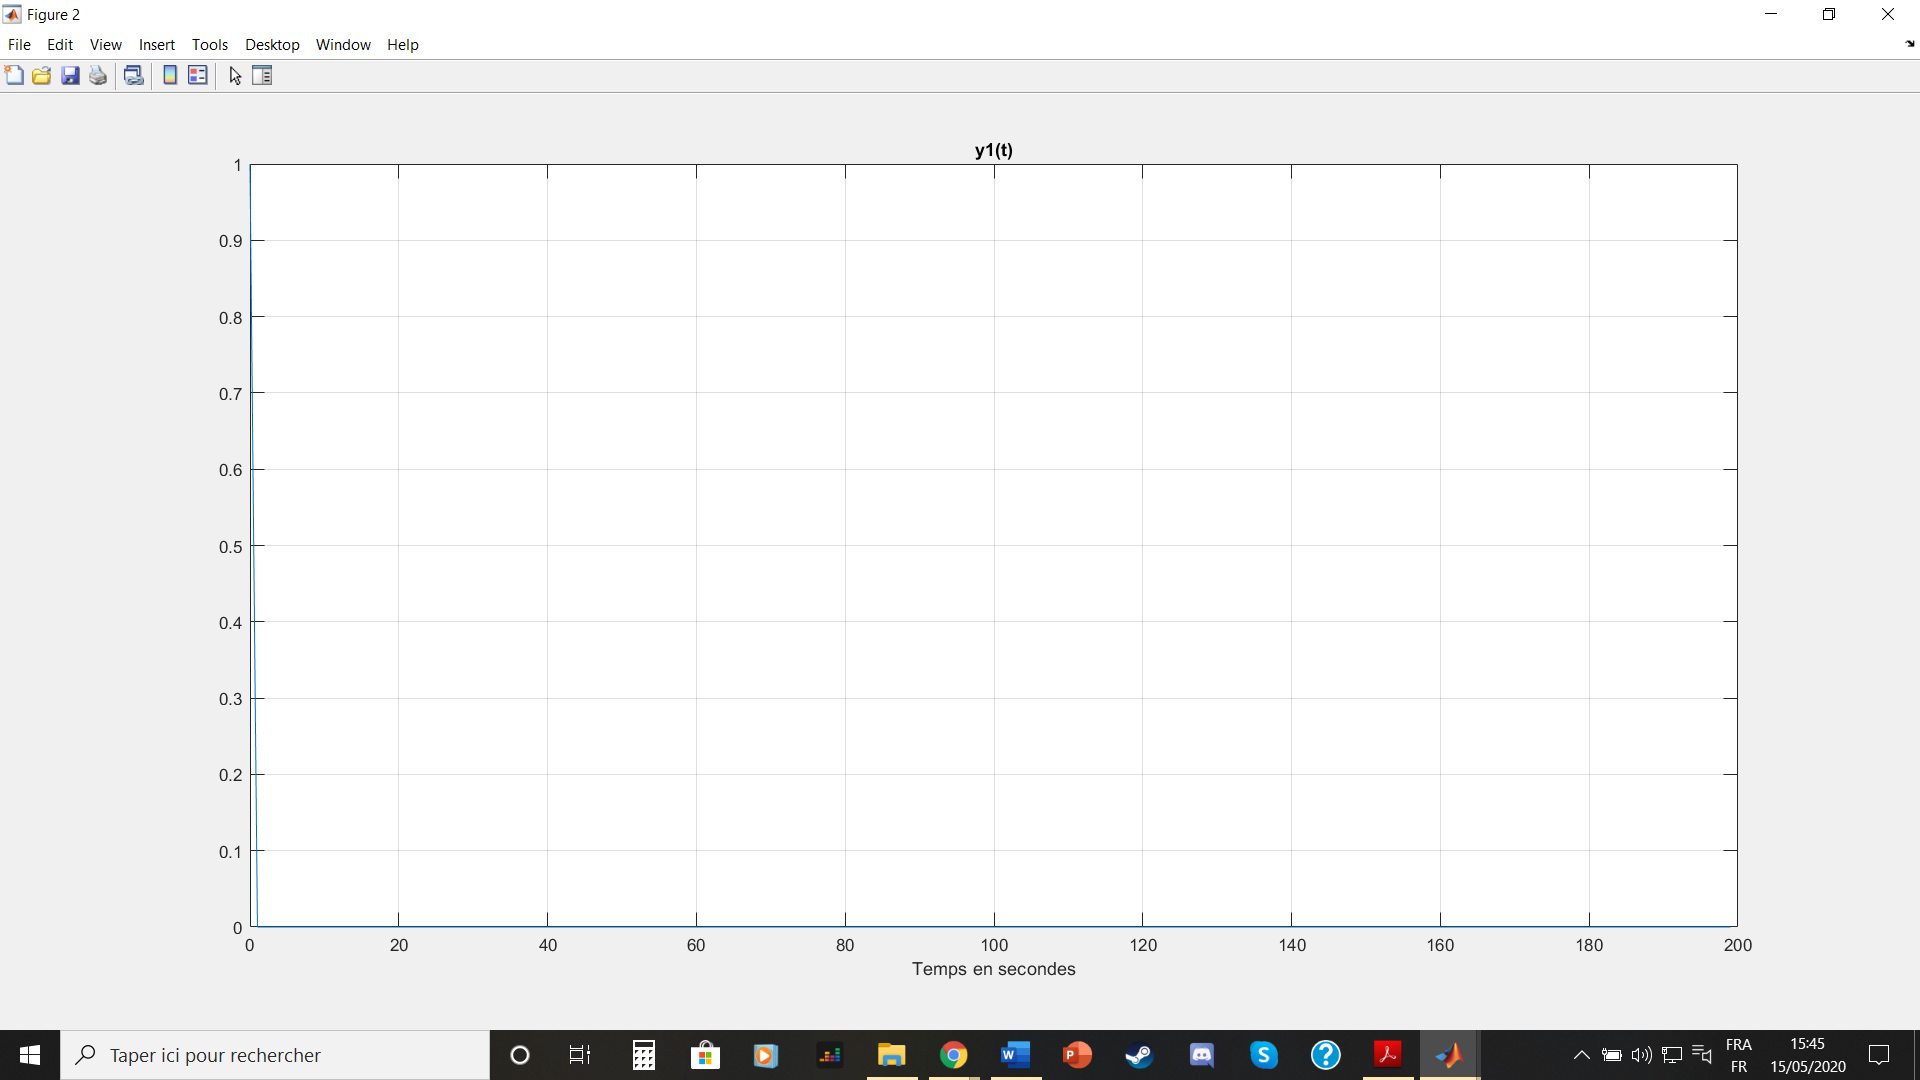 Figure 2
File Edit View Insert Tools Desktop Window Help
y1(t)
1
0.9
0.8
0.7
0.6
0.5
0.4
0.3
0.2
0.1
0
0 20 40 60 80 100 120 140 160 180 200
Temps en secondes
Taper ici pour rechercher
FRA
FR
15:45
15/05/2020